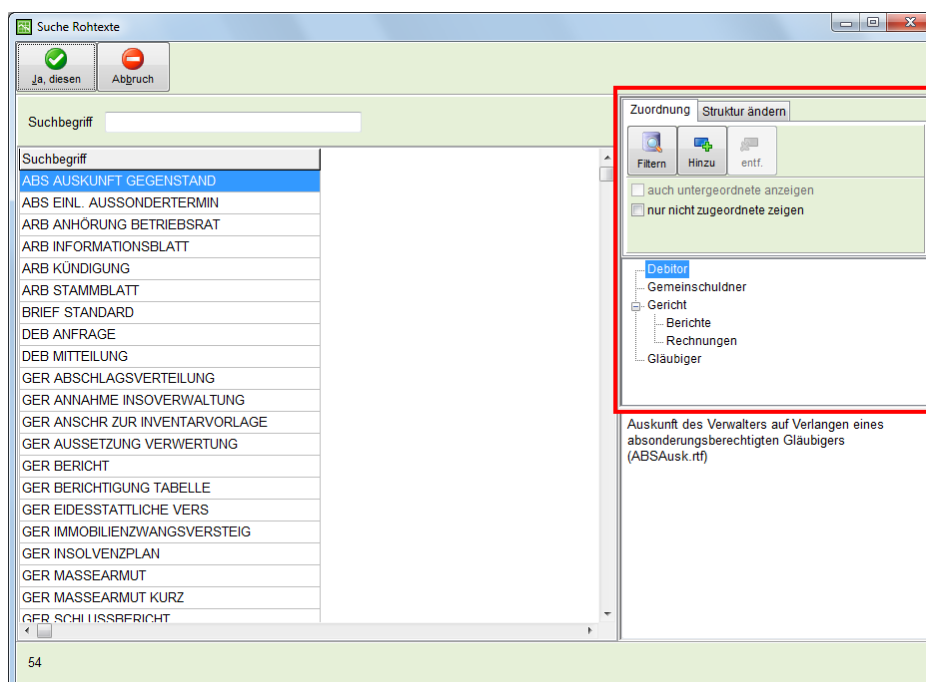 Suche Rohtexte
Ja, diesen
Abbruch
Suchbegriff
Suchbegriff
ABS AUSKUNFT GEGENSTAND
ABS EINL. AUSSONDERTERMIN
ARB ANHÖRUNG BETRIEBSRAT
ARB INFORMATIONSBLATT
ARB KÜNDIGUNG
ARB STAMMBLATT
BRIEF STANDARD
DEB ANFRAGE
DEB MITTEILUNG
GER ABSCHLAGSVERTEILUNG
GER ANNAHME INSOVERWALTUNG
GER ANSCHR ZUR INVENTARVORLAGE
GER AUSSETZUNG VERWERTUNG
GER BERICHT
GER BERICHTIGUNG TABELLE
GER EIDESSTATTLICHE VERS
GER IMMOBILIENZWANGSVERSTEIG
GER INSOLVENZPLAN
GER MASSEARMUT
GER MASSEARMUT KURZ
GER SCHLUSSBERICHT
Zuordnung
Struktur ändern
Filtern
Hinzu
entf.
auch untergeordnete anzeigen
nur nicht zugeordnete zeigen
Debitor
Gemeinschuldner
Gericht
Berichte
Rechnungen
Gläubiger
Auskunft des Verwalters auf Verlangen eines
absonderungsberechtigten Gläubigers
(ABSAusk.rtf)
54